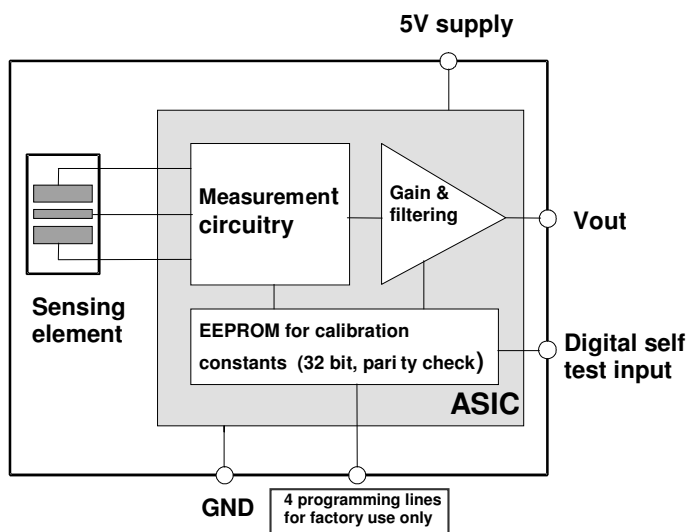 5V supply
Measurement
circuitry
Gain &
filtering
Vout
Sensing
element
EEPROM for calibration
constants (32 bit, pari ty check)
Digital self
test input
ASIC
GND
4 programming lines
for factory use only